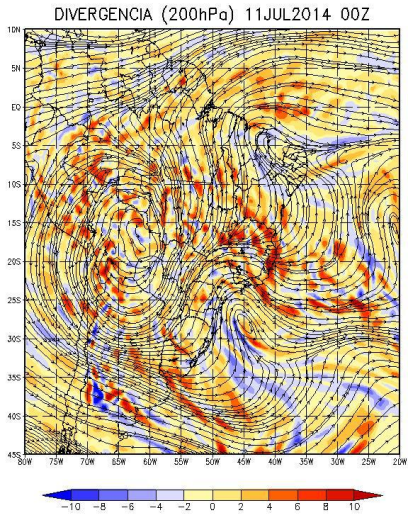 DIVERGENCIA (200hPa) 11JUL2014 00Z
10N
5N
EQ
5S
10S
15S
20S
25S
30S
35S
40S
45S
80W 75W 70W 65W 60W 55W 50W 45W 40W 35W 30W 25W 20W
-10 -8 -6 -4 -2 0 2 4 6 8 10